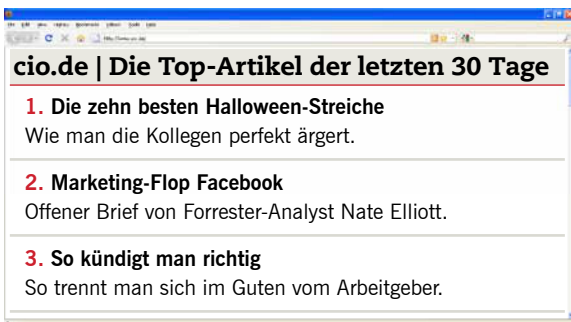 cio.de | Die Top-Artikel der letzten 30 Tage
1. Die zehn besten Halloween-Streiche
Wie man die Kollegen perfekt ärgert.
2. Marketing-Flop Facebook
Offener Brief von Forrester-Analyst Nate Elliott.
3. So kündigt man richtig
So trennt man sich im Guten vom Arbeitgeber.